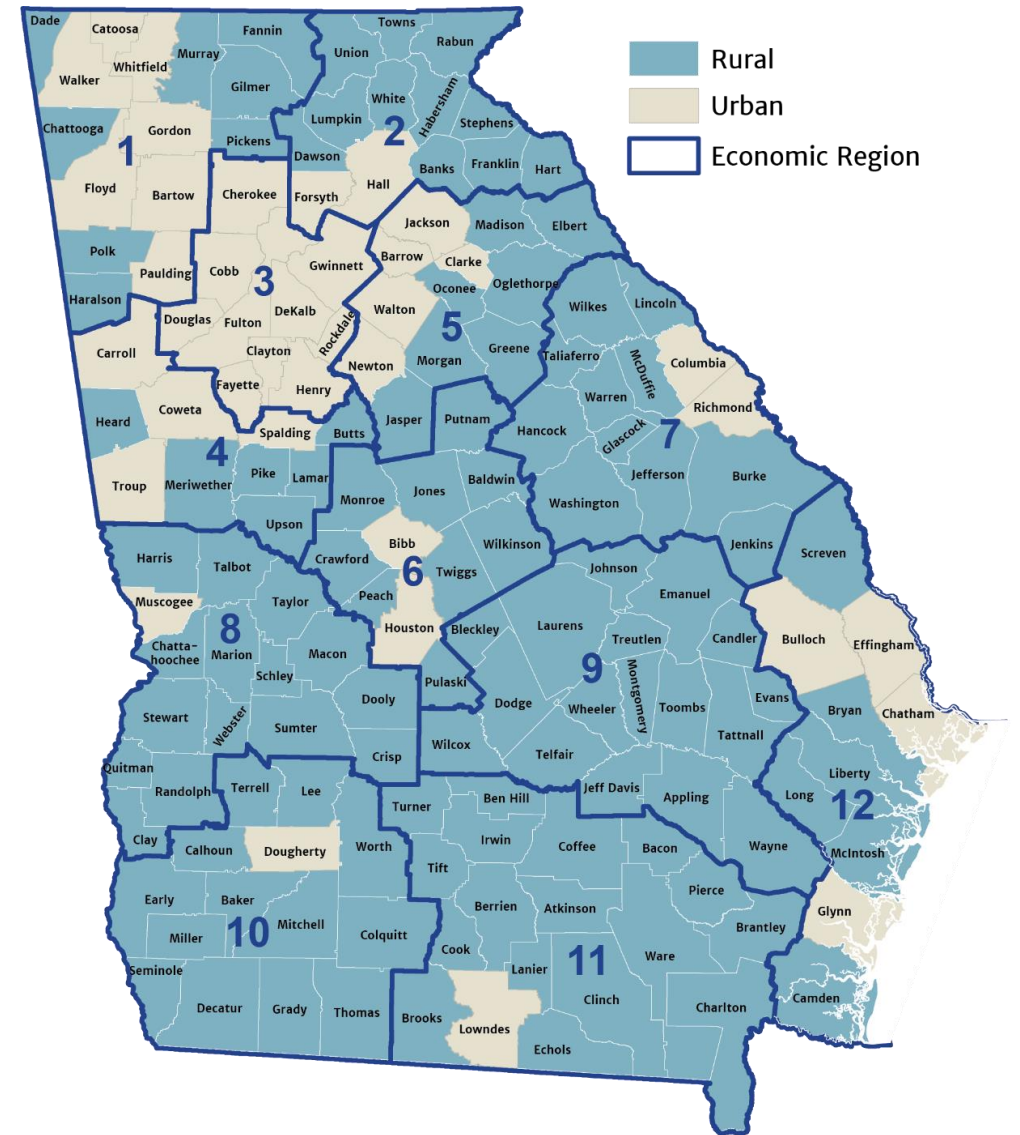 Rural
Urban
Economic Region
Dade
Catoosa
Fannin
Towns
Rabun
Union
Murray
Whitfield
Walker
Gilmer
White
Habersham
Lumpkin
Stephens
Chattooga
Gordon
Pickens
2
1
Dawson
Banks
Franklin
Hart
Hall
Floyd
Bartow
Cherokee
Forsyth
Jackson
Madison
Elbert
Polk
Paulding
Cobb
3
Gwinnett
Barrow
Clarke
Oconee
Oglethorpe
Haralson
Douglas
Fulton
DeKalb
Rockdale
Walton
5
Wilkes
Lincoln
Carroll
Clayton
Newton
Morgan
Greene
Taliaferro
McDuffie
Columbia
Fayette
Henry
Warren
Richmond
Heard
Coweta
Spalding
Butts
Jasper
Putnam
Hancock
Glascock
7
4
Troup
Meriwether
Pike
Lamar
Monroe
Jones
Baldwin
Jefferson
Burke
Washington
Upson
Bibb
Wilkinson
Jenkins
Screven
Harris
Talbot
Crawford
6
Twiggs
Johnson
Emanuel
Muscogee
Taylor
Peach
8
Houston
Bleckley
Laurens
Treutlen
Candler
Bulloch
Effingham
Chatta-
hoochee
Marion
Macon
Schley
9
Montgomery
Pulaski
Dooly
Dodge
Wheeler
Toombs
Evans
Bryan
Chatham
Stewart
Webster
Sumter
Wilcox
Telfair
Tattnall
Crisp
Quitman
Randolph
Terrell
Lee
Turner
Ben Hill
Jeff Davis
Appling
Liberty
Long
12
Clay
Calhoun
Dougherty
Worth
Irwin
Coffee
Bacon
Wayne
McIntosh
Tift
Pierce
Early
Baker
Mitchell
Berrien
Atkinson
Glynn
Miller
10
Colquitt
Brantley
Cook
Ware
Seminole
Lanier
11
Decatur
Grady
Thomas
Brooks
Clinch
Charlton
Camden
Lowndes
Echols